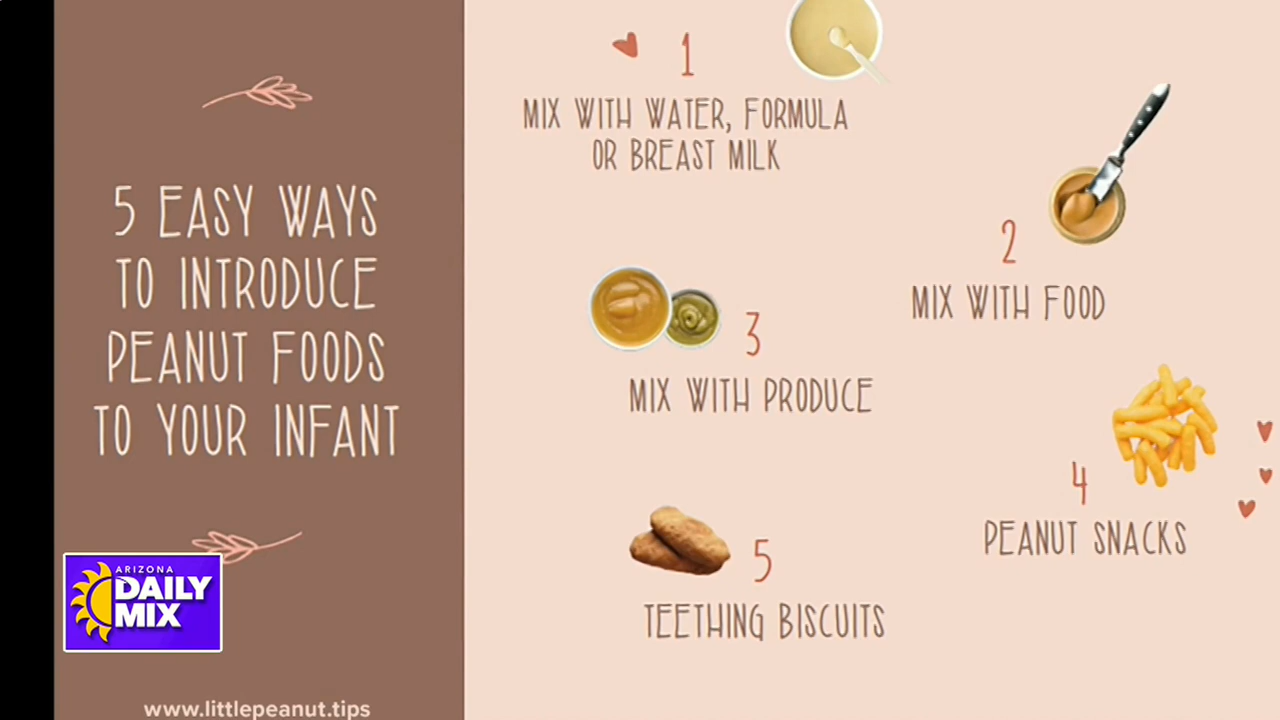 5 EASY WAYS
TO INTRODUCE
PEANUT FOODS
TO YOUR INFANT
ARIZONA
DAILY
MIX
www.littlepeanut.tips
1
MIX WITH WATER, FORMULA
OR BREAST MILK
2
MIX WITH FOOD
3
MIX WITH PRODUCE
4
PEANUT SNACKS
5
TEETHING BISCUITS